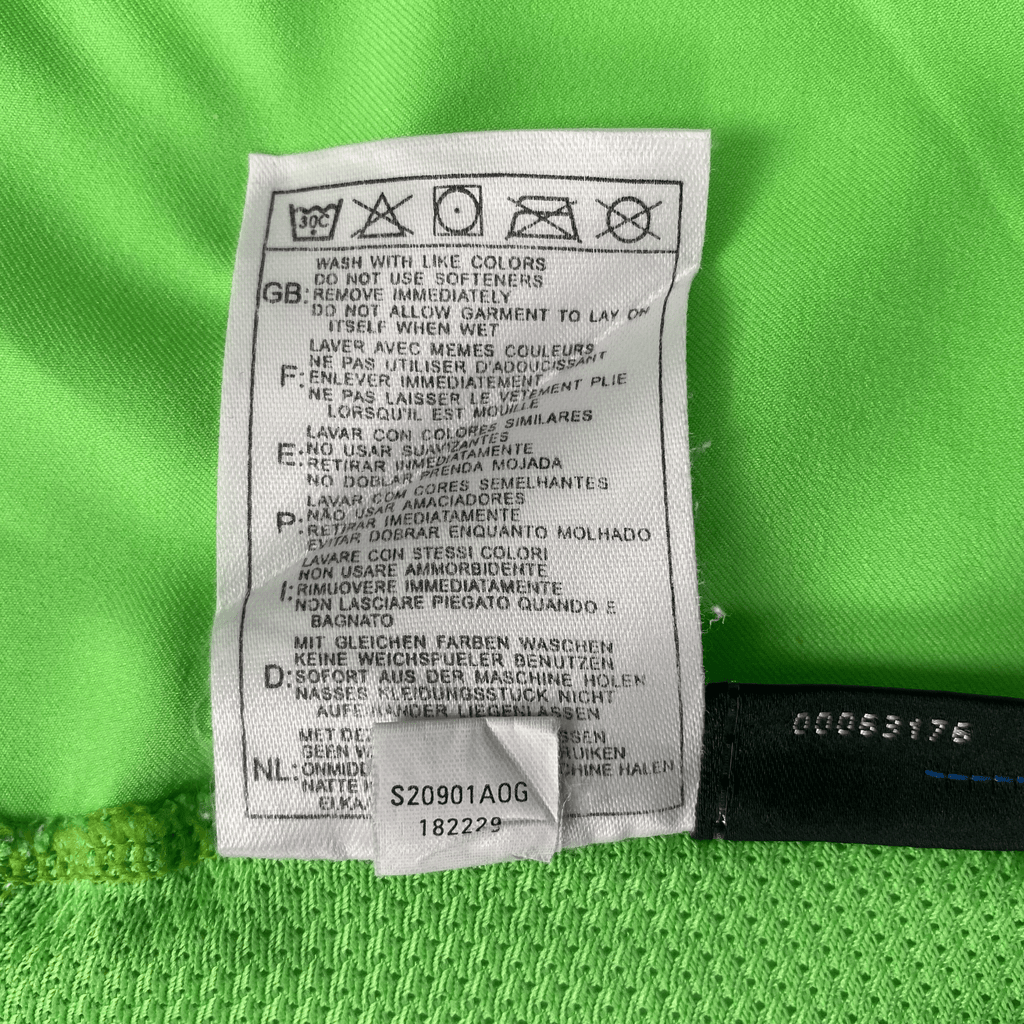 30C
WASH WITH LIKE COLORS
DO NOT USE SOFTENERS
GB: REMOVE IMMEDIATELY
DO NOT ALLOW GARMENT TO LAY ON
ITSELF WHEN WET
LAVER AVEC MEMES COULEURS
NE PAS UTILISER D'ADOUCISSANT
F: ENLEVER IMMEDIATEMENT
NE PAS LAISSER LE VETEMENT PLIE
LORSQU'IL EST MOUILLE
LAVAR CON COLORES SIMILARES
NO USAR SUAVIZANTES
E: RETIRAR INMEDIATAMENTE
NO DOBLAR PRENDA MOJADA
LAVAR COM CORES SEMELHANTES
NÃO USAR AMACIADORES
P: RETIRAR IMEDIATAMENTE
EVITAR DOBRAR ENQUANTO MOLHADO
LAVARE CON STESSI COLORI
NON USARE AMMORBIDENTE
I: RIMUOVERE IMMEDIATAMENTE
NON LASCIARE PIEGATO QUANDO E
BAGNATO
MIT GLEICHEN FARBEN WASCHEN
KEINE WEICHSPUELER BENUTZEN
D: SOFORT AUS DER MASCHINE HOLEN
NASSES KLEIDUNGSSTUCK NICHT
AUFEINANDER LIEGENLASSEN
MET
GEEN
NL: HALEN
NATTE
S20901AOG
182229
00053176